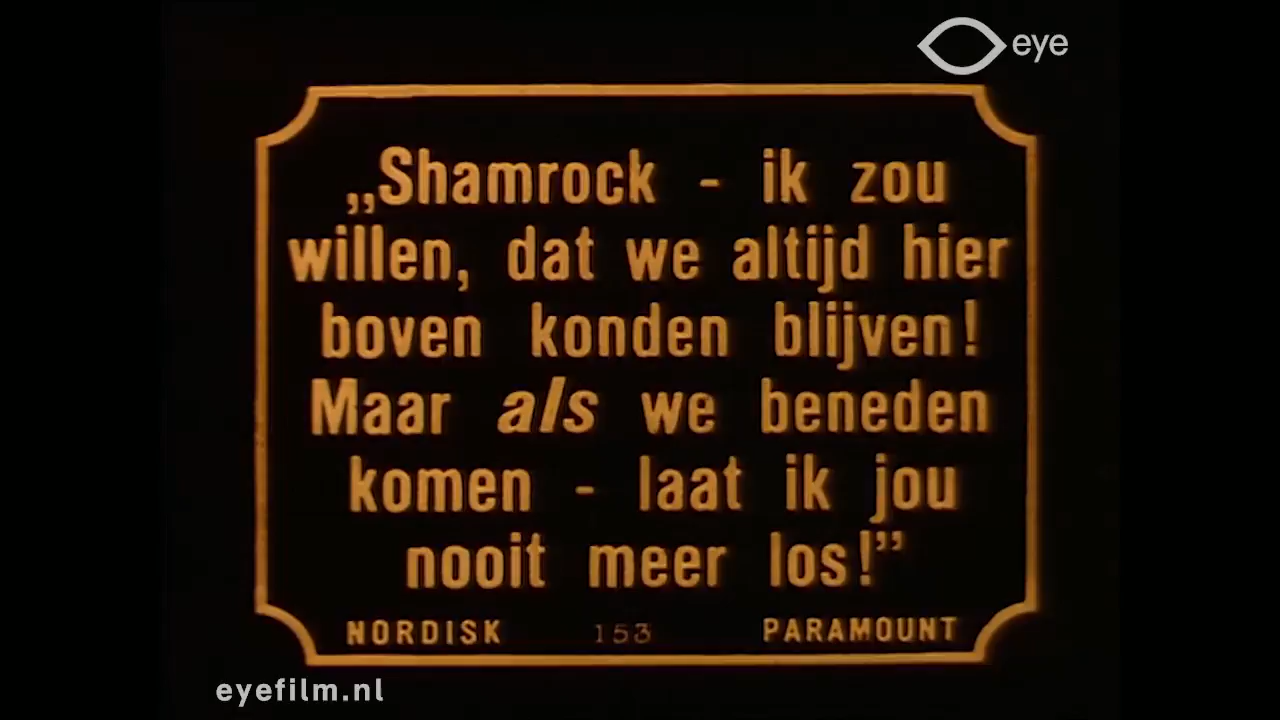 eye
„Shamrock - ik zou
willen, dat we altijd hier
boven konden blijven!
Maar als we beneden
komen - laat ik jou
nooit meer los!”
NORDISK 153 PARAMOUNT
eyefilm.nl